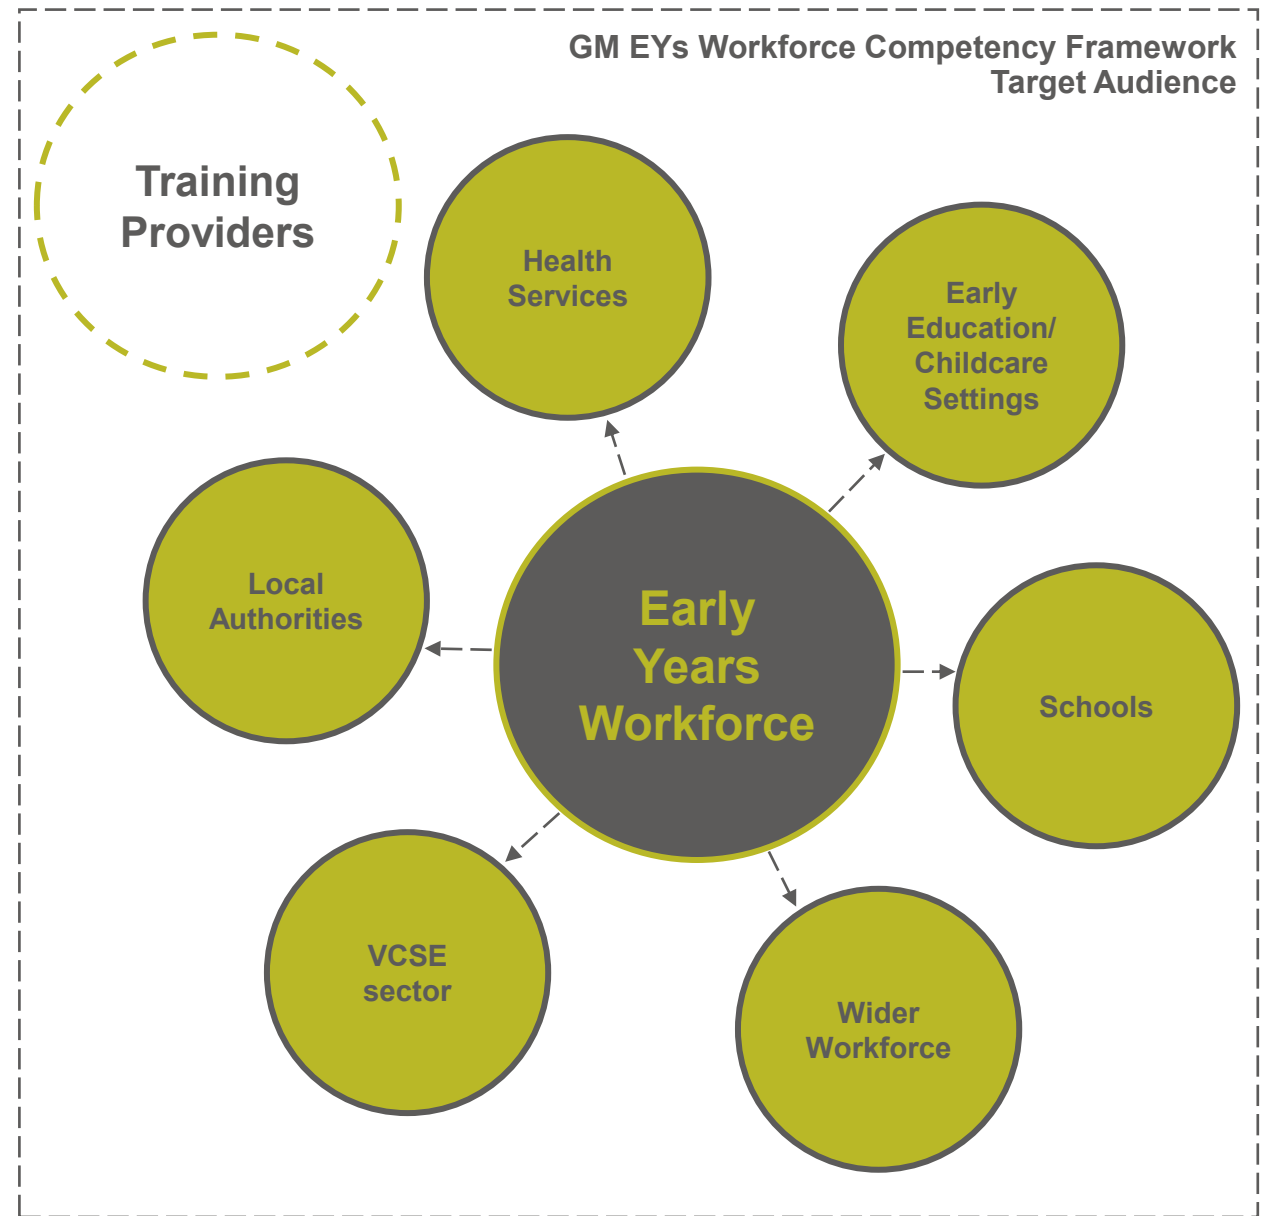 GM EYs Workforce Competency Framework
Target Audience
Training
Providers
Health
Services
Early
Education/
Childcare
Settings
Local
Authorities
Early
Years
Workforce
Schools
VCSE
sector
Wider
Workforce